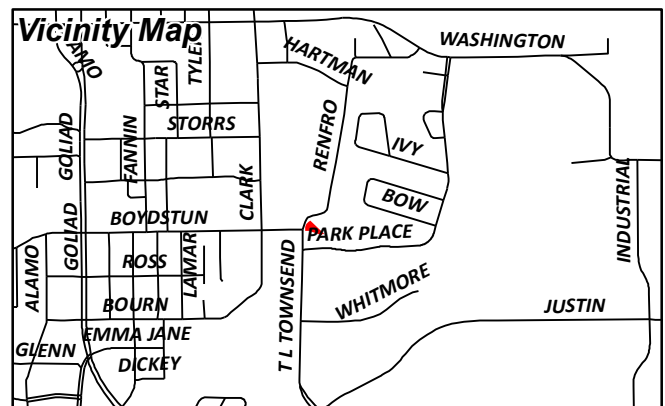 Vicinity Map
ALAMO
TYLER
STAR
HARTMAN
WASHINGTON
STORRS
RENFRO
GOLIAD
FANNIN
IVY
CLARK
BOW
BOYDSTUN
PARK PLACE
INDUSTRIAL
GOLIAD
ALAMO
ROSS
LAMAR
T L TOWNSEND
WHITMORE
BOURN
JUSTIN
EMMA JANE
GLENN
DICKEY